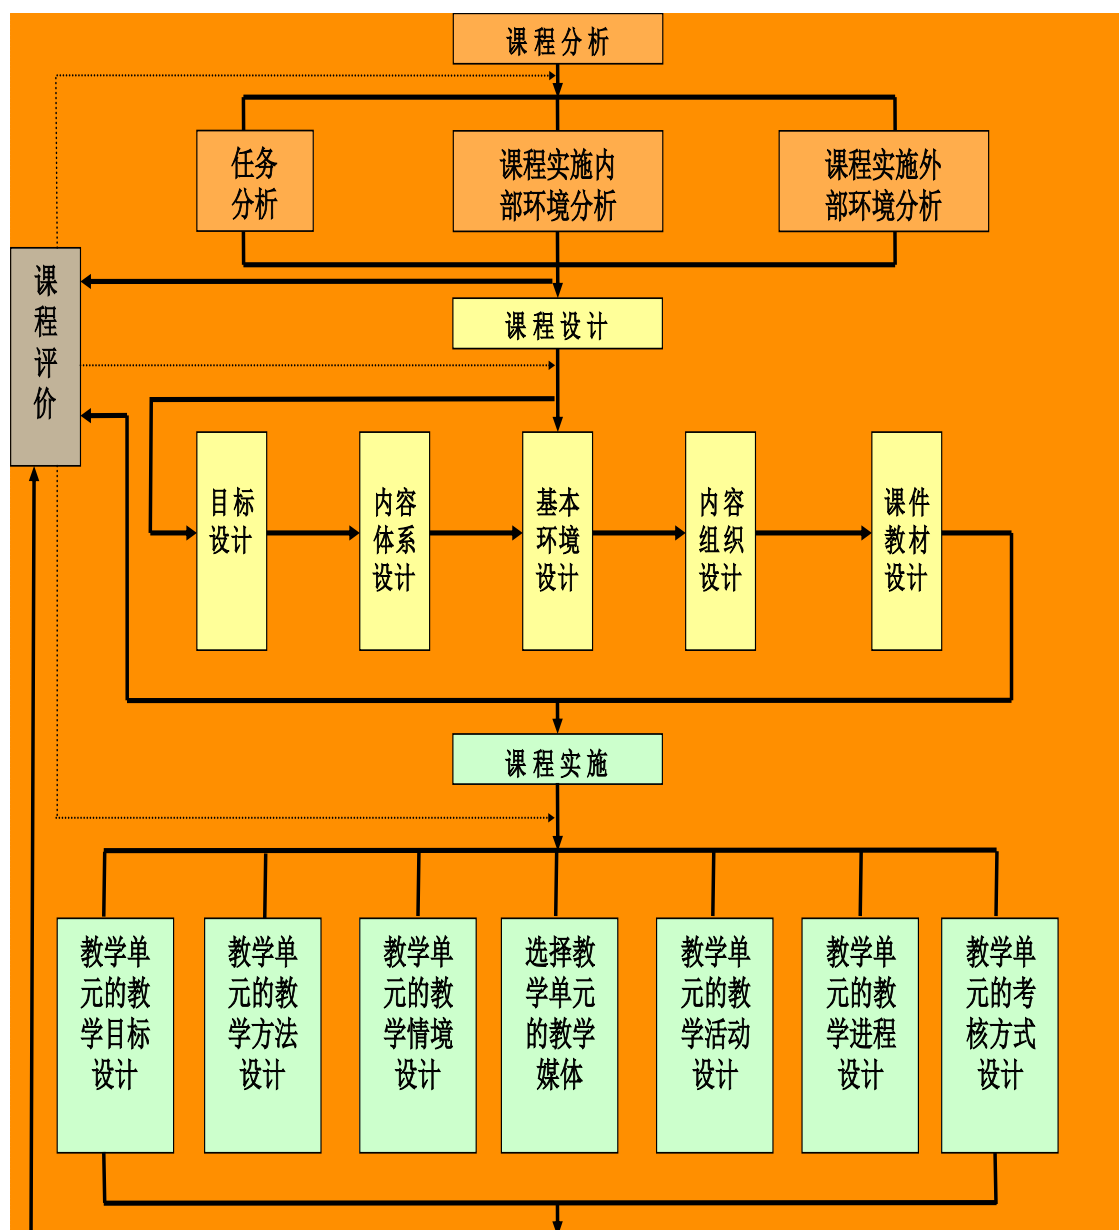 课程分析
任务
分析
课程实施内
部环境分析
课程实施外
部环境分析
课
程
评
价
课程设计
目标
设计
内容
体系
设计
基本
环境
设计
内容
组织
设计
课件
教材
设计
课程实施
教学单
元的教
学目标
设计
教学单
元的教
学方法
设计
教学单
元的教
学情境
设计
选择教
学单元
的教学
媒体
教学单
元的教
学活动
设计
教学单
元的教
学进程
设计
教学单
元的考
核方式
设计